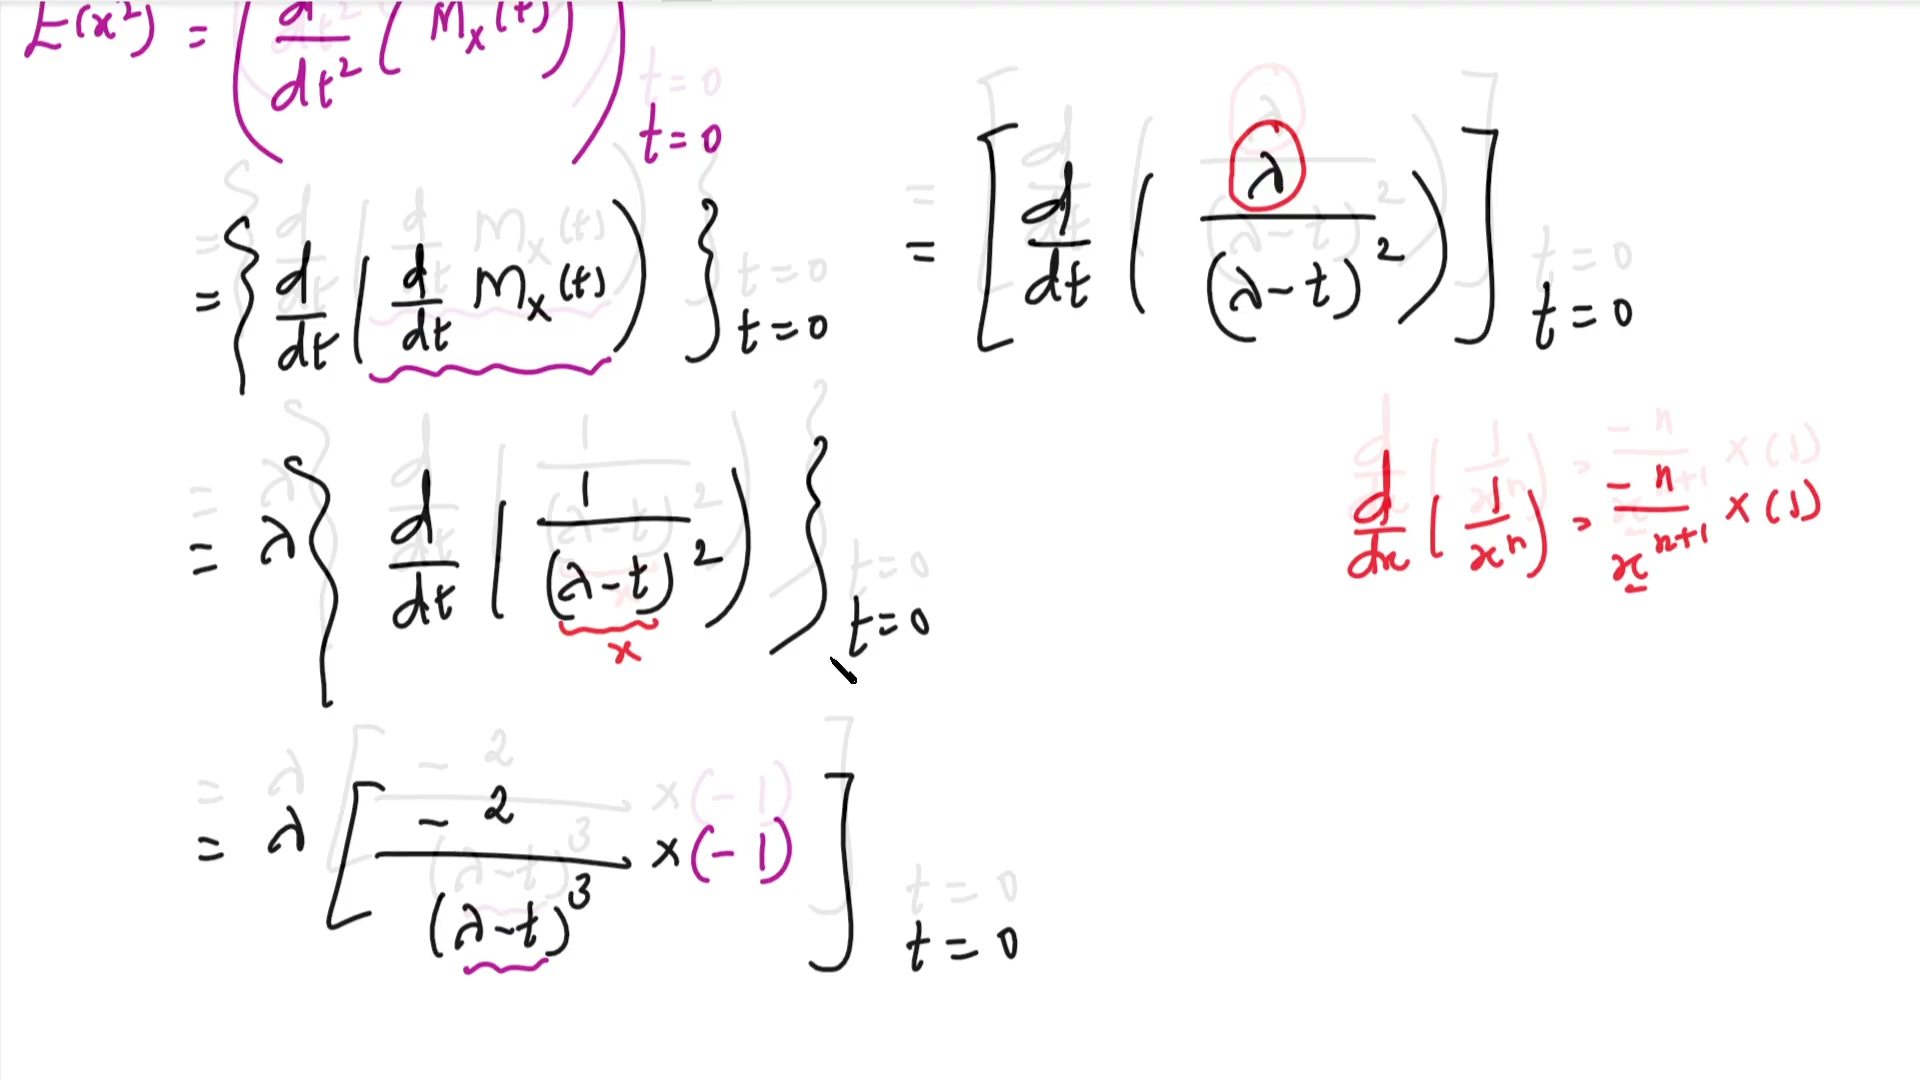 E(x²) = (d/dt² (Mx(t)))t=0
= {d/dt (d/dt Mx(t))}t=0 = [d/dt (λ/(λ-t)²)]t=0
= λ{d/dt (1/(λ-t)²)}t=0
x
d/dx (1/xⁿ) = -n/xⁿ⁺¹ × (1)
= λ[-2/(λ-t)³ × (-1)]t=0